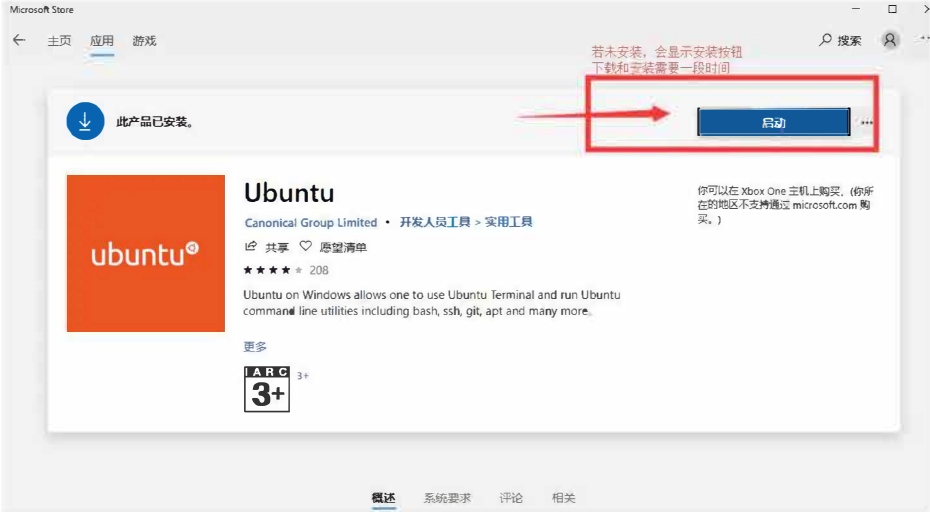 Microsoft Store
主页 应用 游戏
搜索
若未安装，会显示安装按钮
下载和安装需要一段时间
此产品已安装。
启动
ubuntu
Ubuntu
Canonical Group Limited • 开发人员工具 > 实用工具
共享 愿望清单
208
Ubuntu on Windows allows one to use Ubuntu Terminal and run Ubuntu
command line utilities including bash, ssh, git, apt and many more.
更多
IARC
3+
3+
你可以在 Xbox One 主机上购买，(你所
在的地区不支持通过 microsoft.com 购
买。)
概述 系统要求 评论 相关